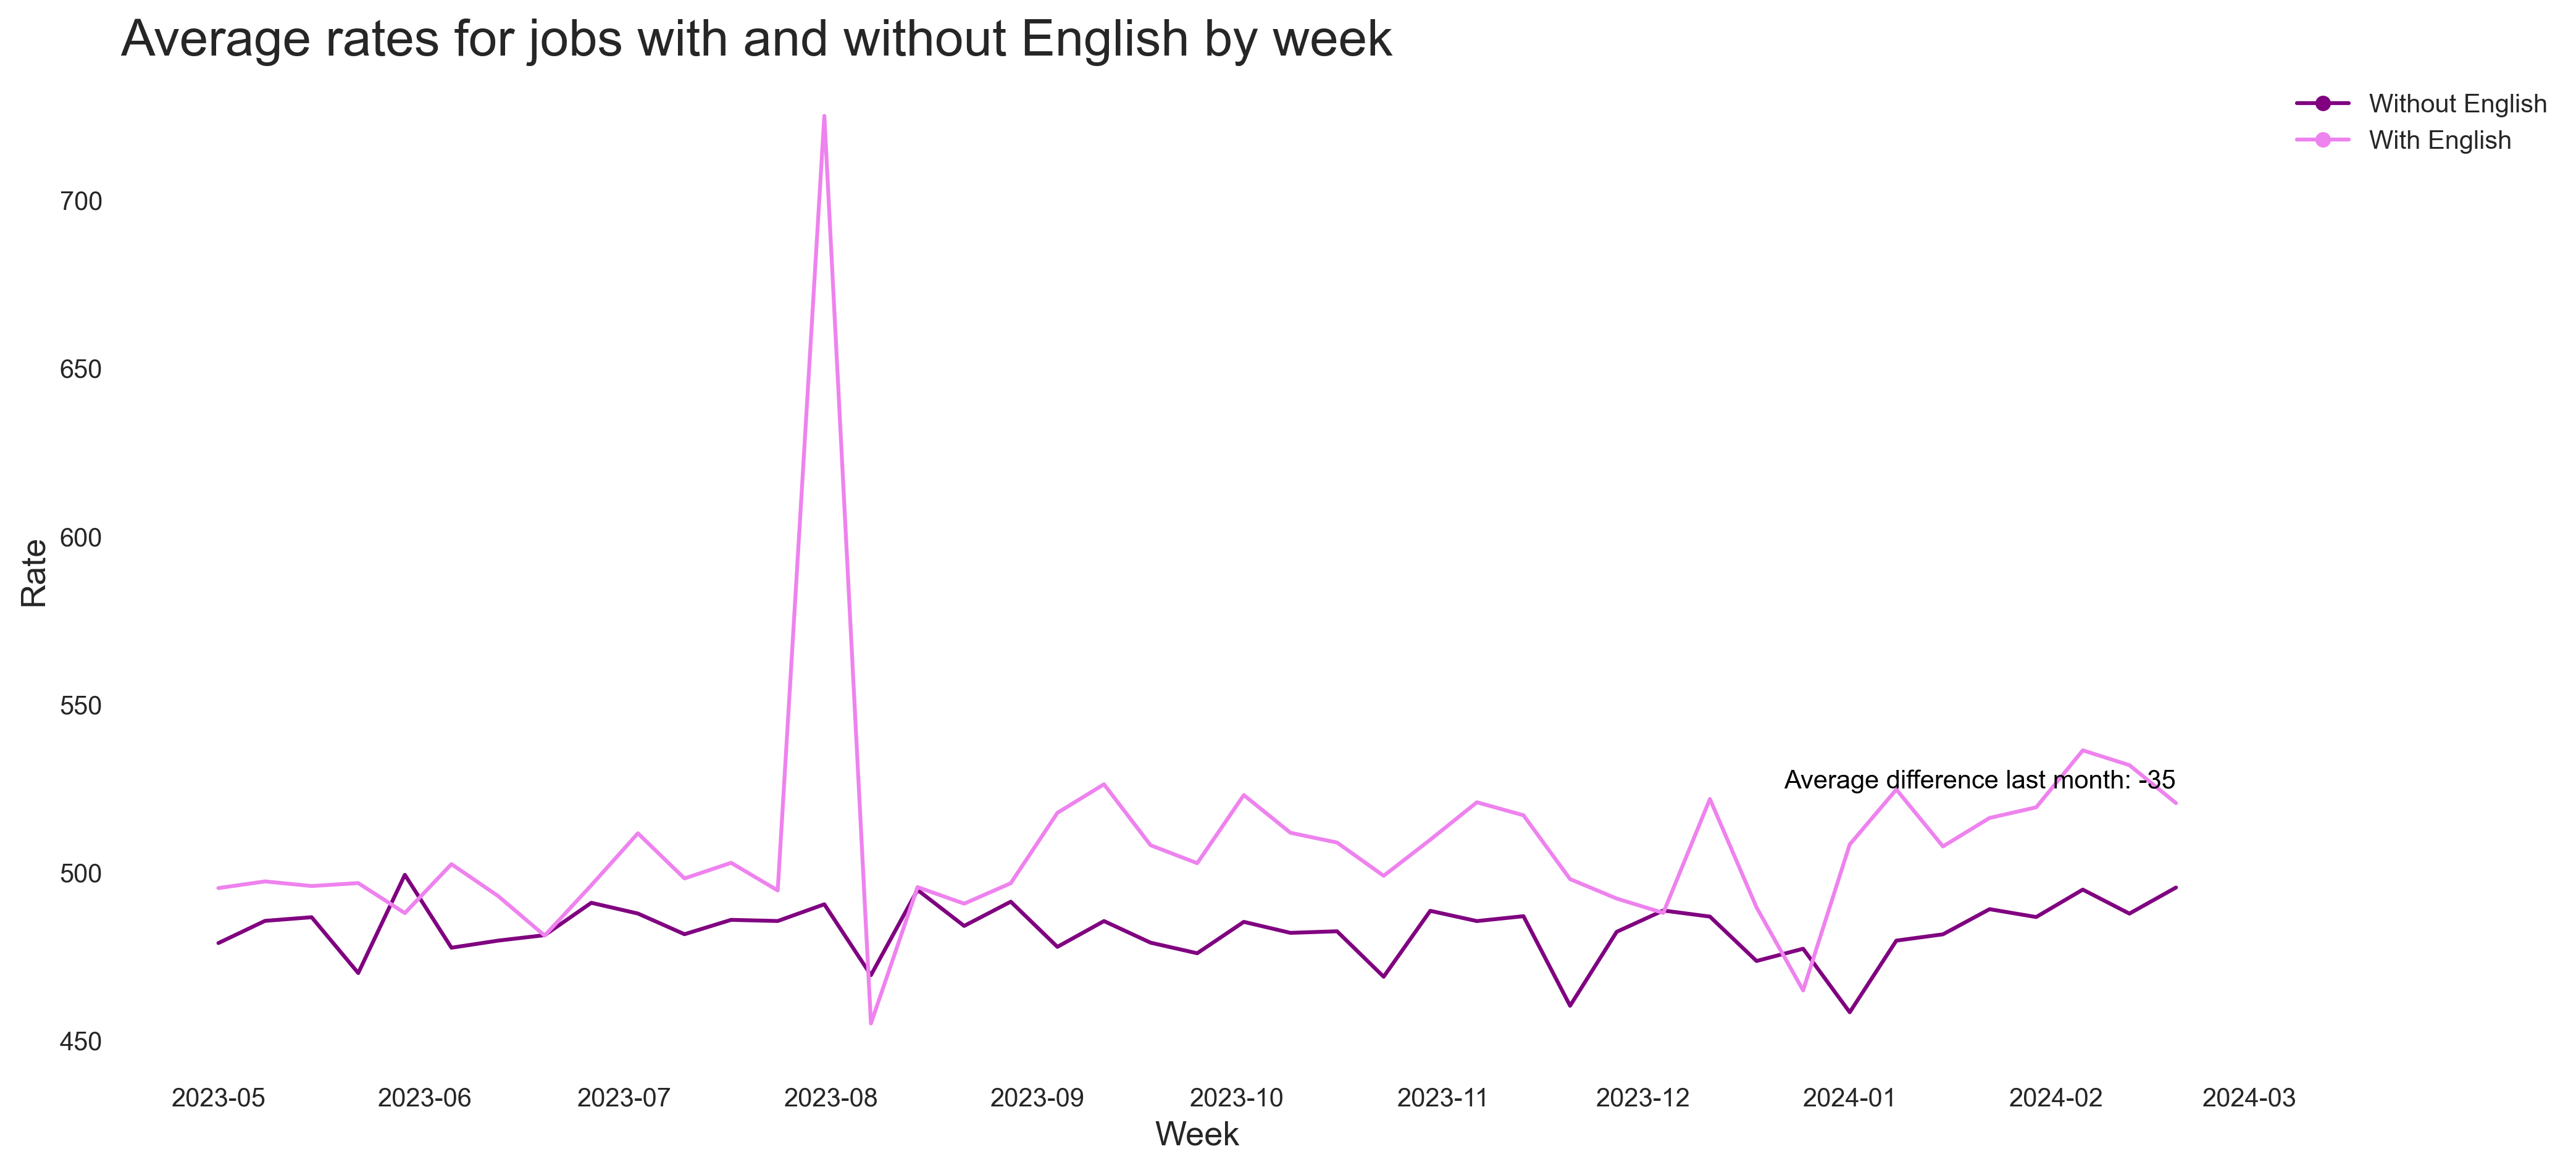 Average rates for jobs with and without English by week
Without English
With English
700
650
600
550
500
450
Rate
Average difference last month: -35
2023-05 2023-06 2023-07 2023-08 2023-09 2023-10 2023-11 2023-12 2024-01 2024-02 2024-03
Week